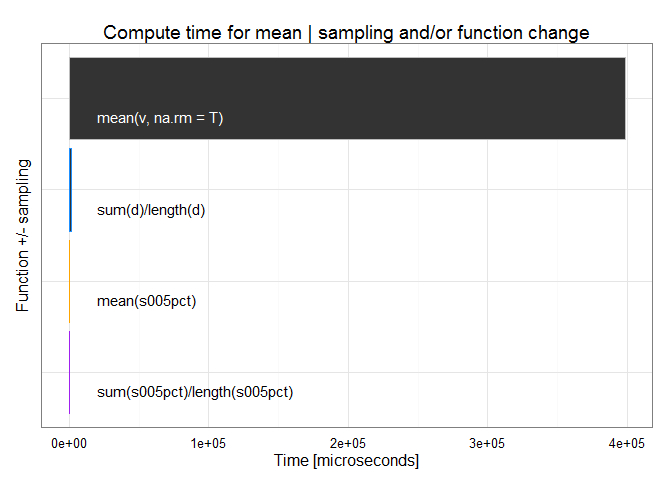 Compute time for mean | sampling and/or function change
Function +/- sampling
mean(v, na.rm = T)
sum(d)/length(d)
mean(s005pct)
sum(s005pct)/length(s005pct)
0e+00 1e+05 2e+05 3e+05 4e+05
Time [microseconds]